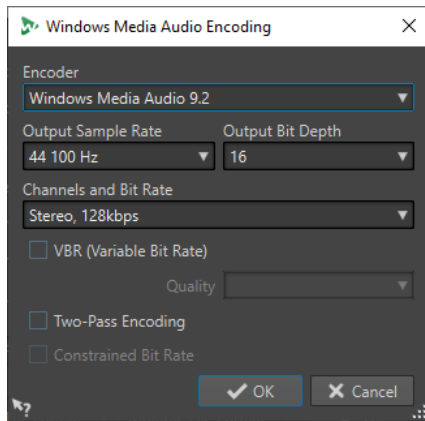 Windows Media Audio Encoding
Encoder
Windows Media Audio 9.2
Output Sample Rate Output Bit Depth
44 100 Hz 16
Channels and Bit Rate
Stereo, 128kbps
VBR (Variable Bit Rate)
Quality
Two-Pass Encoding
Constrained Bit Rate
OK Cancel
?